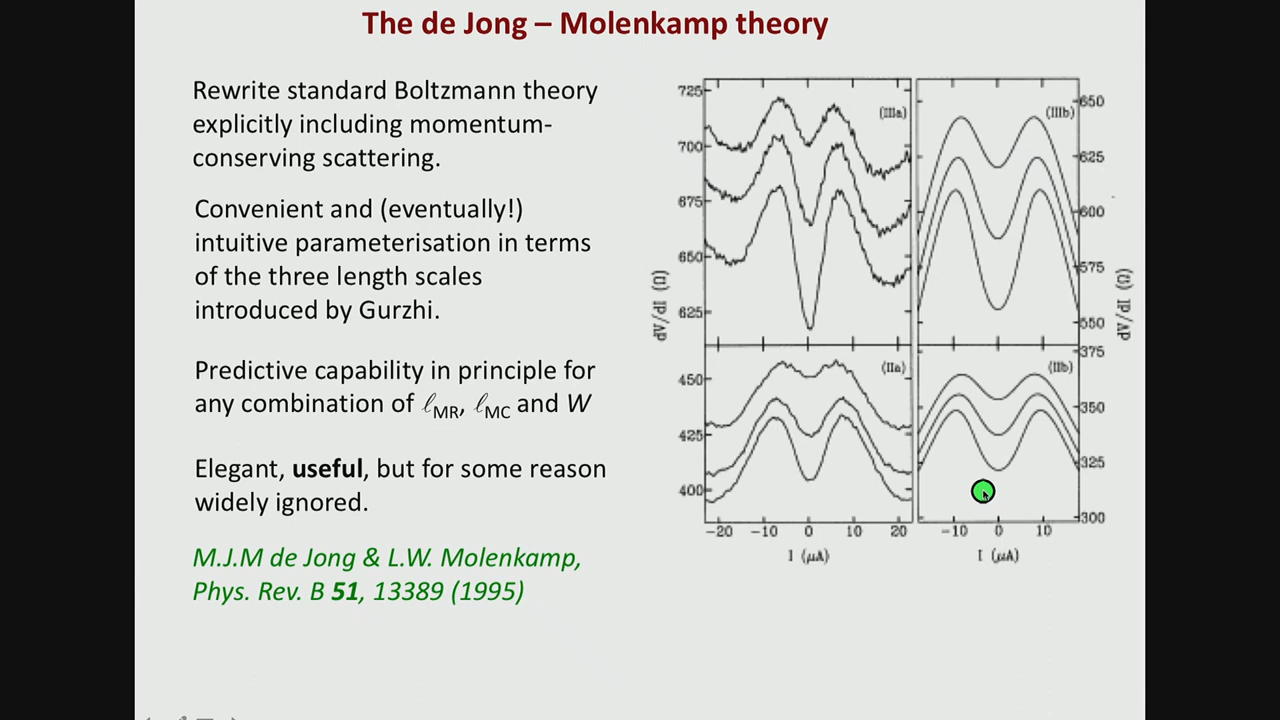 The de Jong – Molenkamp theory
Rewrite standard Boltzmann theory
explicitly including momentum-
conserving scattering.
Convenient and (eventually!)
intuitive parameterisation in terms
of the three length scales
introduced by Gurzhi.
Predictive capability in principle for
any combination of ℓMR, ℓMC and W
Elegant, useful, but for some reason
widely ignored.
M.J.M de Jong & L.W. Molenkamp,
Phys. Rev. B 51, 13389 (1995)
725
700
675
650
625
(IIIa)
dV/dI (Ω)
450
425
400
(IIa)
-20 -10 0 10 20
I (μA)
650
625
600
575
550
(IIIb)
dV/dI (Ω)
375
350
325
300
(IIb)
-10 0 10
I (μA)